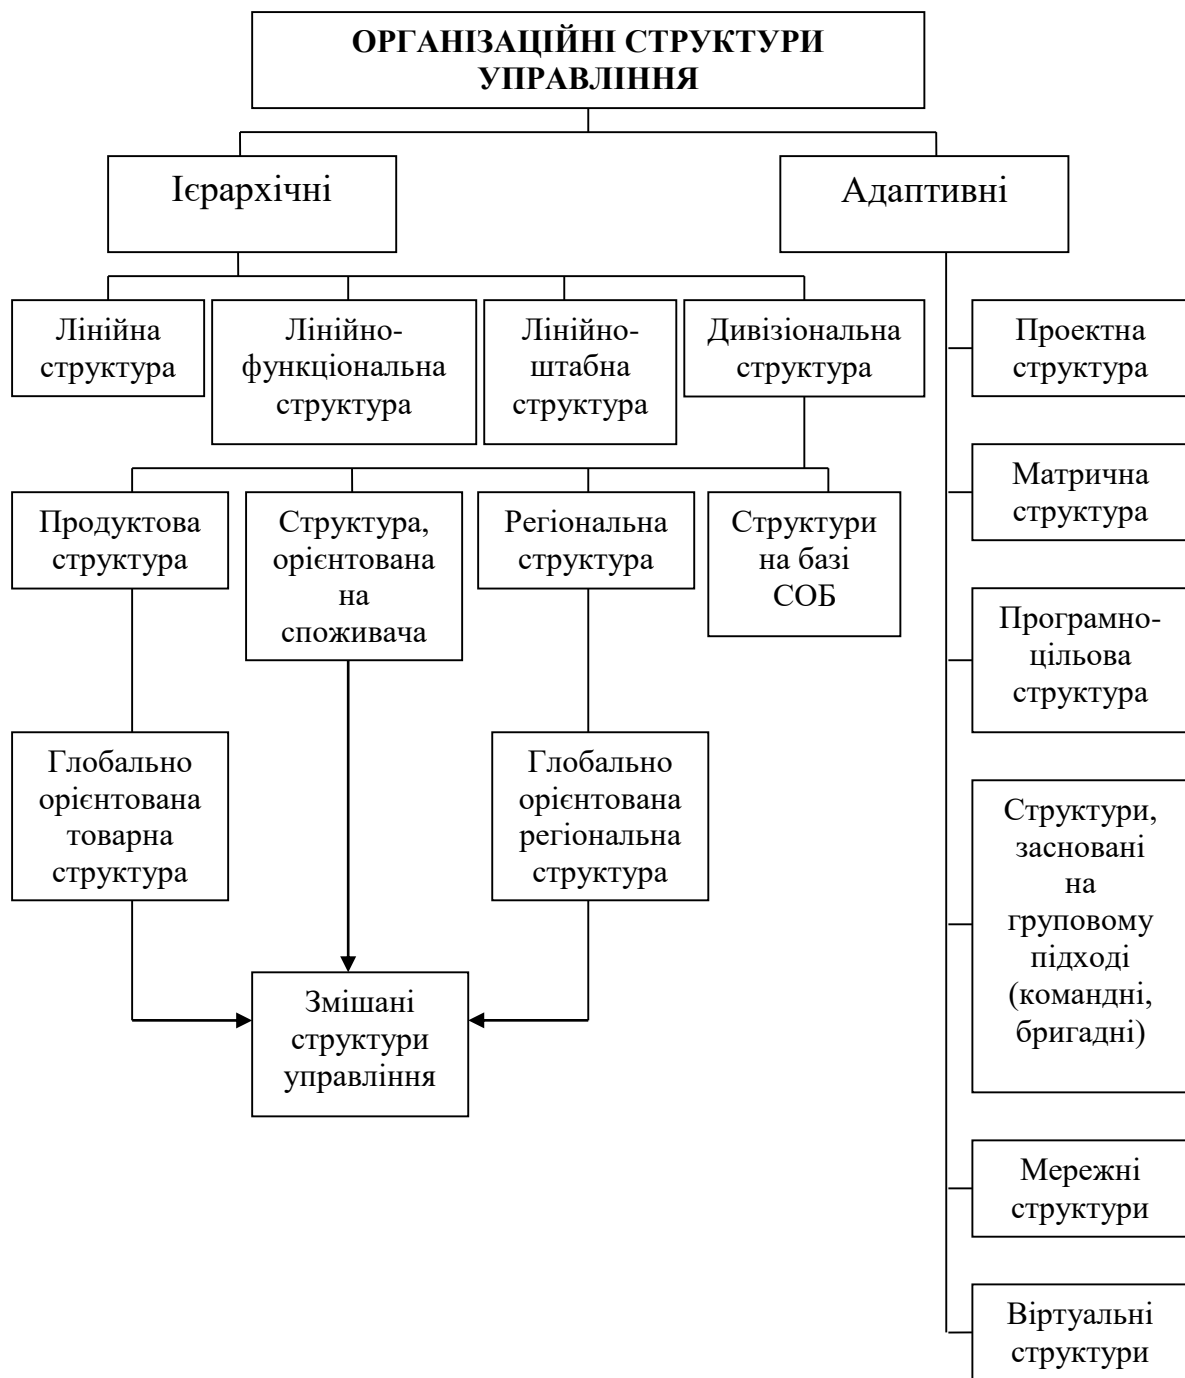 ОРГАНІЗАЦІЙНІ СТРУКТУРИ
УПРАВЛІННЯ
Ієрархічні
Адаптивні
Лінійна
структура
Лінійно-
функціональна
структура
Лінійно-
штабна
структура
Дивізіональна
структура
Проектна
структура
Матрична
структура
Продуктова
структура
Структура,
орієнтована
на
споживача
Регіональна
структура
Структури
на базі
СОБ
Програмно-
цільова
структура
Глобально
орієнтована
товарна
структура
Глобально
орієнтована
регіональна
структура
Структури,
засновані
на
груповому
підході
(командні,
бригадні)
Змішані
структури
управління
Мережні
структури
Віртуальні
структури